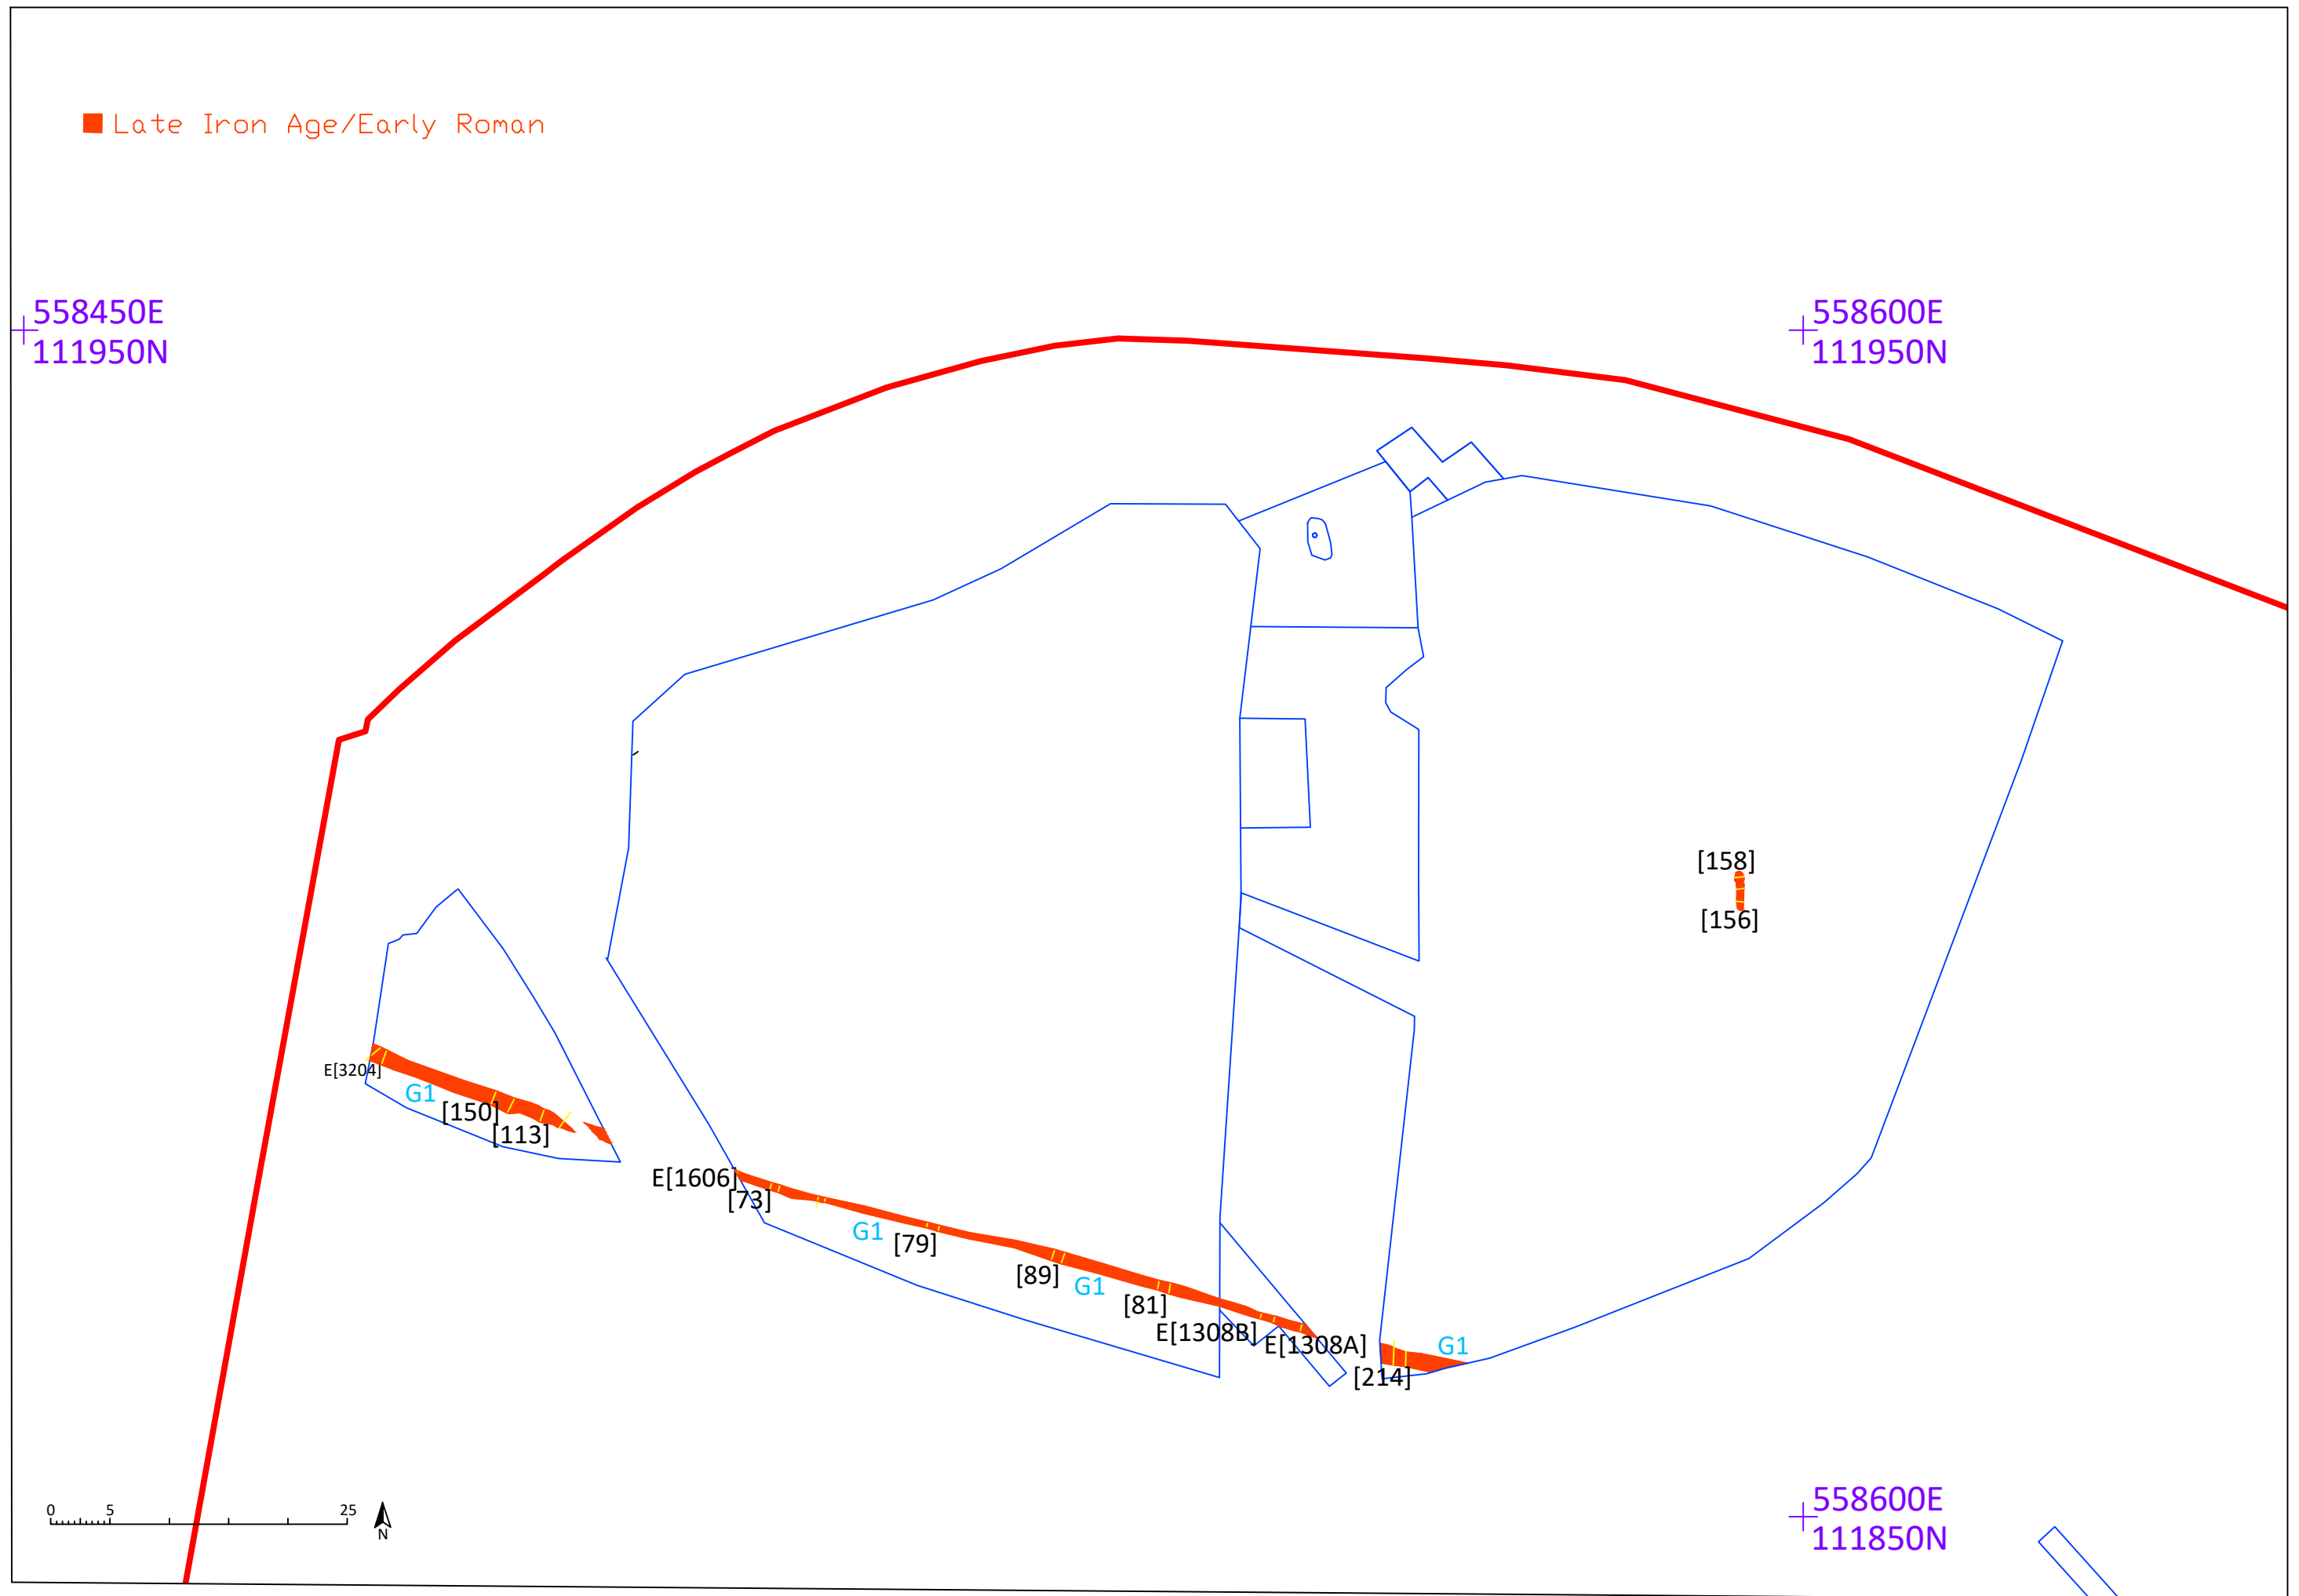 Late Iron Age/Early Roman
558450E
111950N
558600E
111950N
[158]
[156]
E[3204]
G1
[150]
[113]
E[1606]
[73]
G1
[79]
[89]
G1
[81]
E[1308B]
E[1308A]
G1
[214]
558600E
111850N
0 5 25
N